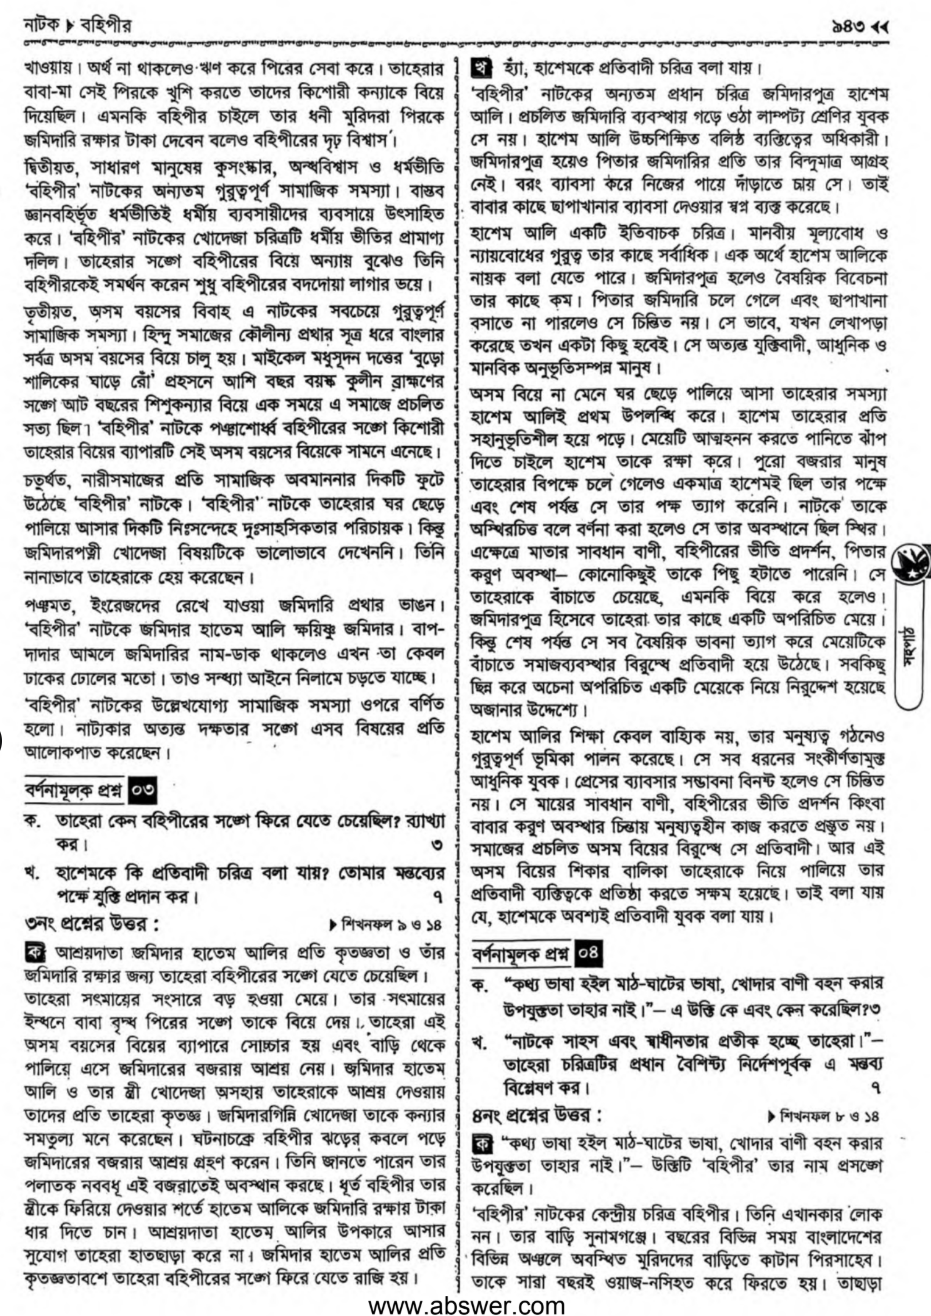 নাটক ▶ বহিপীর
৯৪৩ ◀◀
খাওয়ায়। অর্থ না থাকলেও ঋণ করে পিরের সেবা করে। তাহেরার
বাবা-মা সেই পিরকে খুশি করতে তাদের কিশোরী কন্যাকে বিয়ে
দিয়েছিল। এমনকি বহিপীর চাইলে তার ধনী মুরিদরা পিরকে
জমিদারি রক্ষার টাকা দেবেন বলেও বহিপীরের দৃঢ় বিশ্বাস।
দ্বিতীয়ত, সাধারণ মানুষের কুসংস্কার, অন্ধবিশ্বাস ও ধর্মভীতি
'বহিপীর' নাটকের অন্যতম গুরুত্বপূর্ণ সামাজিক সমস্যা। বাস্তব
জ্ঞানবহির্ভূত ধর্মভীতিই ধর্মীয় ব্যবসায়ীদের ব্যবসায়ে উৎসাহিত
করে। 'বহিপীর' নাটকের খোদেজা চরিত্রটি ধর্মীয় ভীতির প্রামাণ্য
দলিল। তাহেরার সঙ্গে বহিপীরের বিয়ে অন্যায় বুঝেও তিনি
বহিপীরকেই সমর্থন করেন শুধু বহিপীরের বদদোয়া লাগার ভয়ে।
তৃতীয়ত, অসম বয়সের বিবাহ এ নাটকের সবচেয়ে গুরুত্বপূর্ণ
সামাজিক সমস্যা। হিন্দু সমাজের কৌলীন্য প্রথার সূত্র ধরে বাংলার
সর্বত্র অসম বয়সের বিয়ে চালু হয়। মাইকেল মধুসূদন দত্তের 'বুড়ো
শালিকের ঘাড়ে রোঁ' প্রহসনে আশি বছর বয়স্ক কুলীন ব্রাহ্মণের
সঙ্গে আট বছরের শিশুকন্যার বিয়ে এক সময়ে এ সমাজে প্রচলিত
সত্য ছিল। 'বহিপীর' নাটকে পঞ্চাশোর্ধ্ব বহিপীরের সঙ্গে কিশোরী
তাহেরার বিয়ের ব্যাপারটি সেই অসম বয়সের বিয়েকে সামনে এনেছে।
চতুর্থত, নারীসমাজের প্রতি সামাজিক অবমাননার দিকটি ফুটে
উঠেছে 'বহিপীর' নাটকে। 'বহিপীর' নাটকে তাহেরার ঘর ছেড়ে
পালিয়ে আসার দিকটি নিঃসন্দেহে দুঃসাহসিকতার পরিচায়ক। কিন্তু
জমিদারপত্নী খোদেজা বিষয়টিকে ভালোভাবে দেখেননি। তিনি
নানাভাবে তাহেরাকে হেয় করেছেন।
পঞ্চমত, ইংরেজদের রেখে যাওয়া জমিদারি প্রথার ভাঙন।
'বহিপীর' নাটকে জমিদার হাতেম আলি ক্ষয়িষ্ণু জমিদার। বাপ-
দাদার আমলে জমিদারির নাম-ডাক থাকলেও এখন তা কেবল
ঢাকের ঢোলের মতো। তাও সন্ধ্যা আইনে নিলামে চড়তে যাচ্ছে।
'বহিপীর' নাটকের উল্লেখযোগ্য সামাজিক সমস্যা ওপরে বর্ণিত
হলো। নাট্যকার অত্যন্ত দক্ষতার সঙ্গে এসব বিষয়ের প্রতি
আলোকপাত করেছেন।
বর্ণনামূলক প্রশ্ন ০৩
ক. তাহেরা কেন বহিপীরের সঙ্গে ফিরে যেতে চেয়েছিল? ব্যাখ্যা
কর। ৩
খ. হাশেমকে কি প্রতিবাদী চরিত্র বলা যায়? তোমার মন্তব্যের
পক্ষে যুক্তি প্রদান কর। ৭
৩নং প্রশ্নের উত্তর : ▶ শিখনফল ৯ ও ১৪
ক আশ্রয়দাতা জমিদার হাতেম আলির প্রতি কৃতজ্ঞতা ও তাঁর
জমিদারি রক্ষার জন্য তাহেরা বহিপীরের সঙ্গে যেতে চেয়েছিল।
তাহেরা সৎমায়ের সংসারে বড় হওয়া মেয়ে। তার সৎমায়ের
ইন্ধনে বাবা বৃদ্ধ পিরের সঙ্গে তাকে বিয়ে দেয়। তাহেরা এই
অসম বয়সের বিয়ের ব্যাপারে সোচ্চার হয় এবং বাড়ি থেকে
পালিয়ে এসে জমিদারের বজরায় আশ্রয় নেয়। জমিদার হাতেম
আলি ও তার স্ত্রী খোদেজা অসহায় তাহেরাকে আশ্রয় দেওয়ায়
তাদের প্রতি তাহেরা কৃতজ্ঞ। জমিদারগিন্নি খোদেজা তাকে কন্যার
সমতুল্য মনে করেছেন। ঘটনাচক্রে বহিপীর ঝড়ের কবলে পড়ে
জমিদারের বজরায় আশ্রয় গ্রহণ করেন। তিনি জানতে পারেন তার
পলাতক নববধূ এই বজরাতেই অবস্থান করছে। ধূর্ত বহিপীর তার
স্ত্রীকে ফিরিয়ে দেওয়ার শর্তে হাতেম আলিকে জমিদারি রক্ষায় টাকা
ধার দিতে চান। আশ্রয়দাতা হাতেম আলির উপকারে আসার
সুযোগ তাহেরা হাতছাড়া করে না। জমিদার হাতেম আলির প্রতি
কৃতজ্ঞতাবশে তাহেরা বহিপীরের সঙ্গে ফিরে যেতে রাজি হয়।
খ হ্যাঁ, হাশেমকে প্রতিবাদী চরিত্র বলা যায়।
'বহিপীর' নাটকের অন্যতম প্রধান চরিত্র জমিদারপুত্র হাশেম
আলি। প্রচলিত জমিদারি ব্যবস্থায় গড়ে ওঠা লাম্পট্য শ্রেণির যুবক
সে নয়। হাশেম আলি উচ্চশিক্ষিত বলিষ্ঠ ব্যক্তিত্বের অধিকারী।
জমিদারপুত্র হয়েও পিতার জমিদারির প্রতি তার বিন্দুমাত্র আগ্রহ
নেই। বরং ব্যাবসা করে নিজের পায়ে দাঁড়াতে চায় সে। তাই
বাবার কাছে ছাপাখানার ব্যাবসা দেওয়ার স্বপ্ন ব্যক্ত করেছে।
হাশেম আলি একটি ইতিবাচক চরিত্র। মানবীয় মূল্যবোধ ও
ন্যায়বোধের গুরুত্ব তার কাছে সর্বাধিক। এক অর্থে হাশেম আলিকে
নায়ক বলা যেতে পারে। জমিদারপুত্র হলেও বৈষয়িক বিবেচনা
তার কাছে কম। পিতার জমিদারি চলে গেলে এবং ছাপাখানা
বসাতে না পারলেও সে চিন্তিত নয়। সে ভাবে, যখন লেখাপড়া
করেছে তখন একটা কিছু হবেই। সে অত্যন্ত যুক্তিবাদী, আধুনিক ও
মানবিক অনুভূতিসম্পন্ন মানুষ।
অসম বিয়ে না মেনে ঘর ছেড়ে পালিয়ে আসা তাহেরার সমস্যা
হাশেম আলিই প্রথম উপলব্ধি করে। হাশেম তাহেরার প্রতি
সহানুভূতিশীল হয়ে পড়ে। মেয়েটি আত্মহনন করতে পানিতে ঝাঁপ
দিতে চাইলে হাশেম তাকে রক্ষা করে। পুরো বজরার মানুষ
তাহেরার বিপক্ষে চলে গেলেও একমাত্র হাশেমই ছিল তার পক্ষে
এবং শেষ পর্যন্ত সে তার পক্ষ ত্যাগ করেনি। নাটকে তাকে
অস্থিরচিত্ত বলে বর্ণনা করা হলেও সে তার অবস্থানে ছিল স্থির।
এক্ষেত্রে মাতার সাবধান বাণী, বহিপীরের ভীতি প্রদর্শন, পিতার
করুণ অবস্থা— কোনোকিছুই তাকে পিছু হটাতে পারেনি। সে
তাহেরাকে বাঁচাতে চেয়েছে, এমনকি বিয়ে করে হলেও।
জমিদারপুত্র হিসেবে তাহেরা তার কাছে একটি অপরিচিত মেয়ে।
কিন্তু শেষ পর্যন্ত সে সব বৈষয়িক ভাবনা ত্যাগ করে মেয়েটিকে
বাঁচাতে সমাজব্যবস্থার বিরুদ্ধে প্রতিবাদী হয়ে উঠেছে। সবকিছু
ছিন্ন করে অচেনা অপরিচিত একটি মেয়েকে নিয়ে নিরুদ্দেশ হয়েছে
অজানার উদ্দেশ্যে।
হাশেম আলির শিক্ষা কেবল বাহ্যিক নয়, তার মনুষ্যত্ব গঠনেও
গুরুত্বপূর্ণ ভূমিকা পালন করেছে। সে সব ধরনের সংকীর্ণতামুক্ত
আধুনিক যুবক। প্রেসের ব্যাবসার সম্ভাবনা বিনষ্ট হলেও সে চিন্তিত
নয়। সে মায়ের সাবধান বাণী, বহিপীরের ভীতি প্রদর্শন কিংবা
বাবার করুণ অবস্থার চিন্তায় মনুষ্যত্বহীন কাজ করতে প্রস্তুত নয়।
সমাজের প্রচলিত অসম বিয়ের বিরুদ্ধে সে প্রতিবাদী। আর এই
অসম বিয়ের শিকার বালিকা তাহেরাকে নিয়ে পালিয়ে তার
প্রতিবাদী ব্যক্তিত্বকে প্রতিষ্ঠা করতে সক্ষম হয়েছে। তাই বলা যায়
যে, হাশেমকে অবশ্যই প্রতিবাদী যুবক বলা যায়।
বর্ণনামূলক প্রশ্ন ০৪
ক. "কথ্য ভাষা হইল মাঠ-ঘাটের ভাষা, খোদার বাণী বহন করার
উপযুক্ততা তাহার নাই।"— এ উক্তি কে এবং কেন করেছিল?৩
খ. "নাটকে সাহস এবং স্বাধীনতার প্রতীক হচ্ছে তাহেরা।"—
তাহেরা চরিত্রটির প্রধান বৈশিষ্ট্য নির্দেশপূর্বক এ মন্তব্য
বিশ্লেষণ কর। ৭
৪নং প্রশ্নের উত্তর : ▶ শিখনফল ৮ ও ১৪
ক "কথ্য ভাষা হইল মাঠ-ঘাটের ভাষা, খোদার বাণী বহন করার
উপযুক্ততা তাহার নাই।"— উক্তিটি 'বহিপীর' তার নাম প্রসঙ্গে
করেছিল।
'বহিপীর' নাটকের কেন্দ্রীয় চরিত্র বহিপীর। তিনি এখানকার লোক
নন। তার বাড়ি সুনামগঞ্জে। বছরের বিভিন্ন সময় বাংলাদেশের
বিভিন্ন অঞ্চলে অবস্থিত মুরিদদের বাড়িতে কাটান পিরসাহেব।
তাকে সারা বছরই ওয়াজ-নসিহত করে ফিরতে হয়। তাছাড়া
সহপাঠ
www.abswer.com